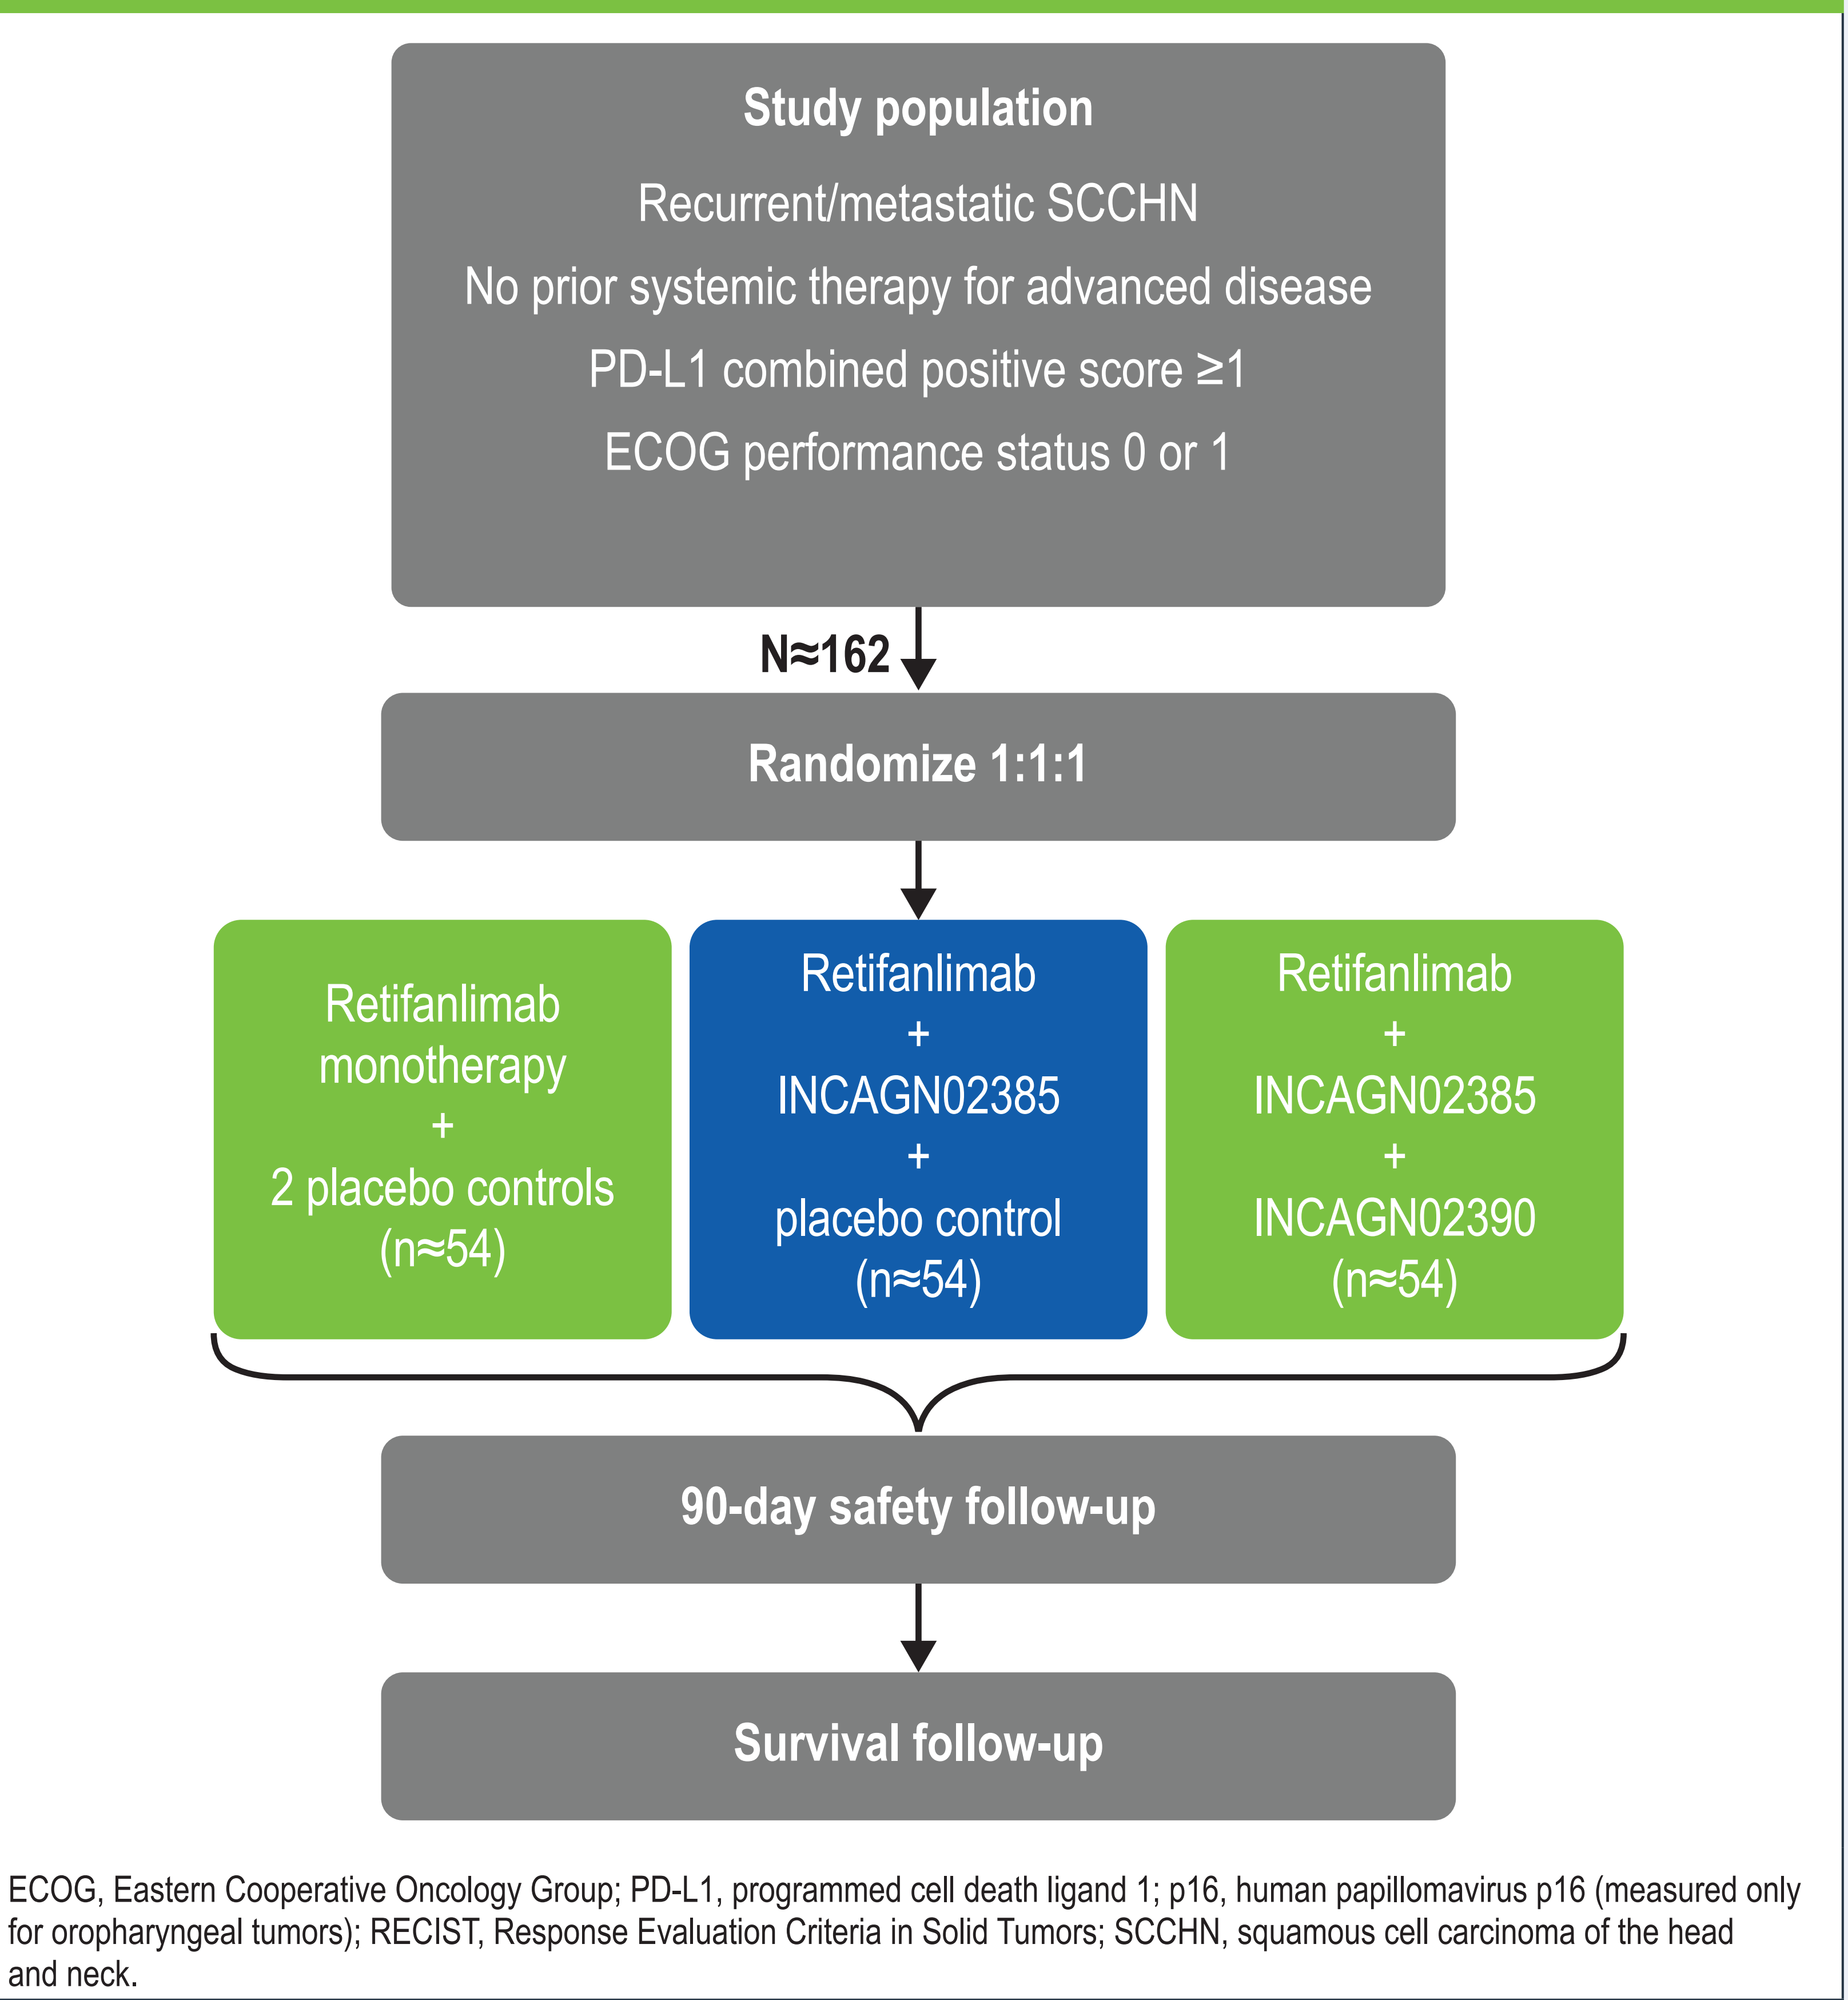 Study population
Recurrent/metastatic SCCHN
No prior systemic therapy for advanced disease
PD-L1 combined positive score ≥1
ECOG performance status 0 or 1
N≈162
Randomize 1:1:1
Retifanlimab
monotherapy
+
2 placebo controls
(n≈54)
Retifanlimab
+
INCAGN02385
+
placebo control
(n≈54)
Retifanlimab
+
INCAGN02385
+
INCAGN02390
(n≈54)
90-day safety follow-up
Survival follow-up
ECOG, Eastern Cooperative Oncology Group; PD-L1, programmed cell death ligand 1; p16, human papillomavirus p16 (measured only
for oropharyngeal tumors); RECIST, Response Evaluation Criteria in Solid Tumors; SCCHN, squamous cell carcinoma of the head
and neck.